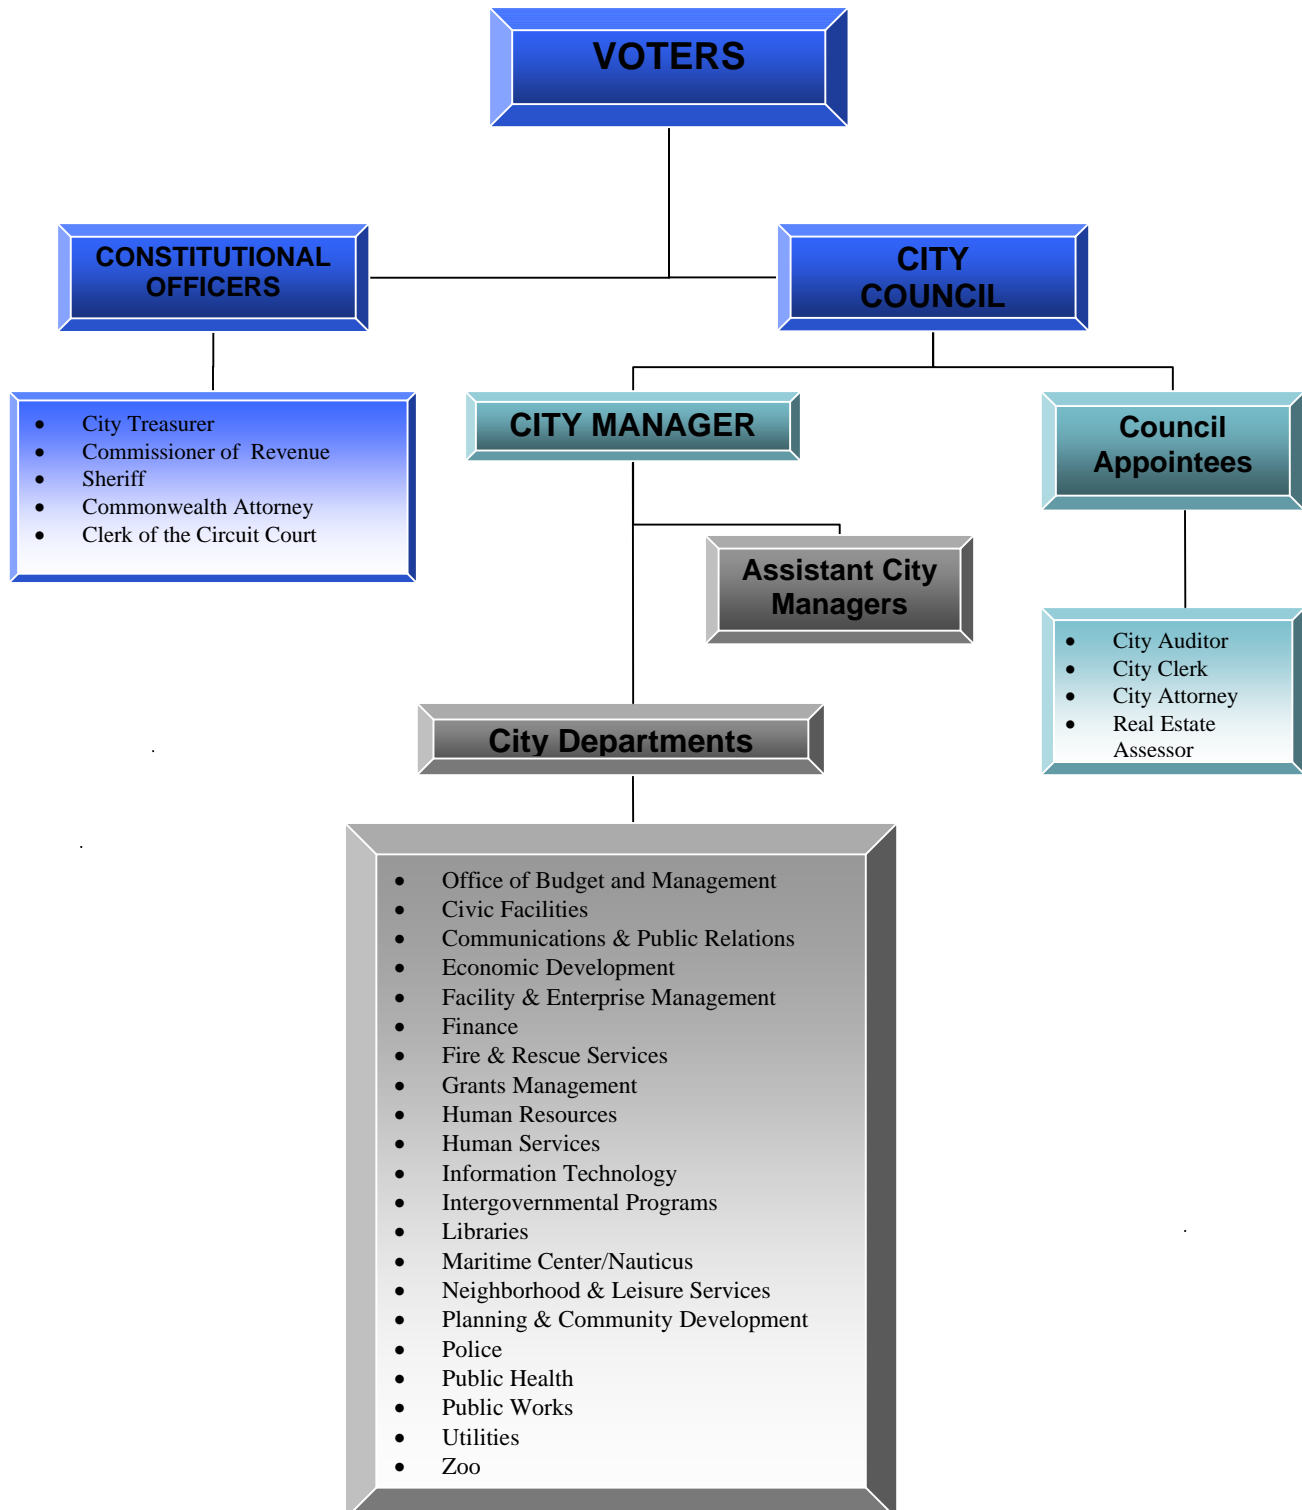 VOTERS
CONSTITUTIONAL
OFFICERS
CITY
COUNCIL
• City Treasurer
• Commissioner of Revenue
• Sheriff
• Commonwealth Attorney
• Clerk of the Circuit Court
CITY MANAGER
Council
Appointees
Assistant City
Managers
• City Auditor
• City Clerk
• City Attorney
• Real Estate
Assessor
City Departments
• Office of Budget and Management
• Civic Facilities
• Communications & Public Relations
• Economic Development
• Facility & Enterprise Management
• Finance
• Fire & Rescue Services
• Grants Management
• Human Resources
• Human Services
• Information Technology
• Intergovernmental Programs
• Libraries
• Maritime Center/Nauticus
• Neighborhood & Leisure Services
• Planning & Community Development
• Police
• Public Health
• Public Works
• Utilities
• Zoo